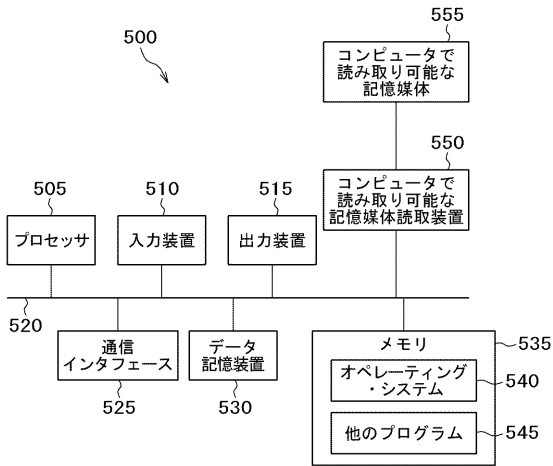 500
555
コンピュータで
読み取り可能な
記憶媒体
550
コンピュータで
読み取り可能な
記憶媒体読取装置
505
プロセッサ
510
入力装置
515
出力装置
520
通信
インタフェース
525
データ
記憶装置
530
メモリ
535
オペレーティング
・システム
540
他のプログラム
545